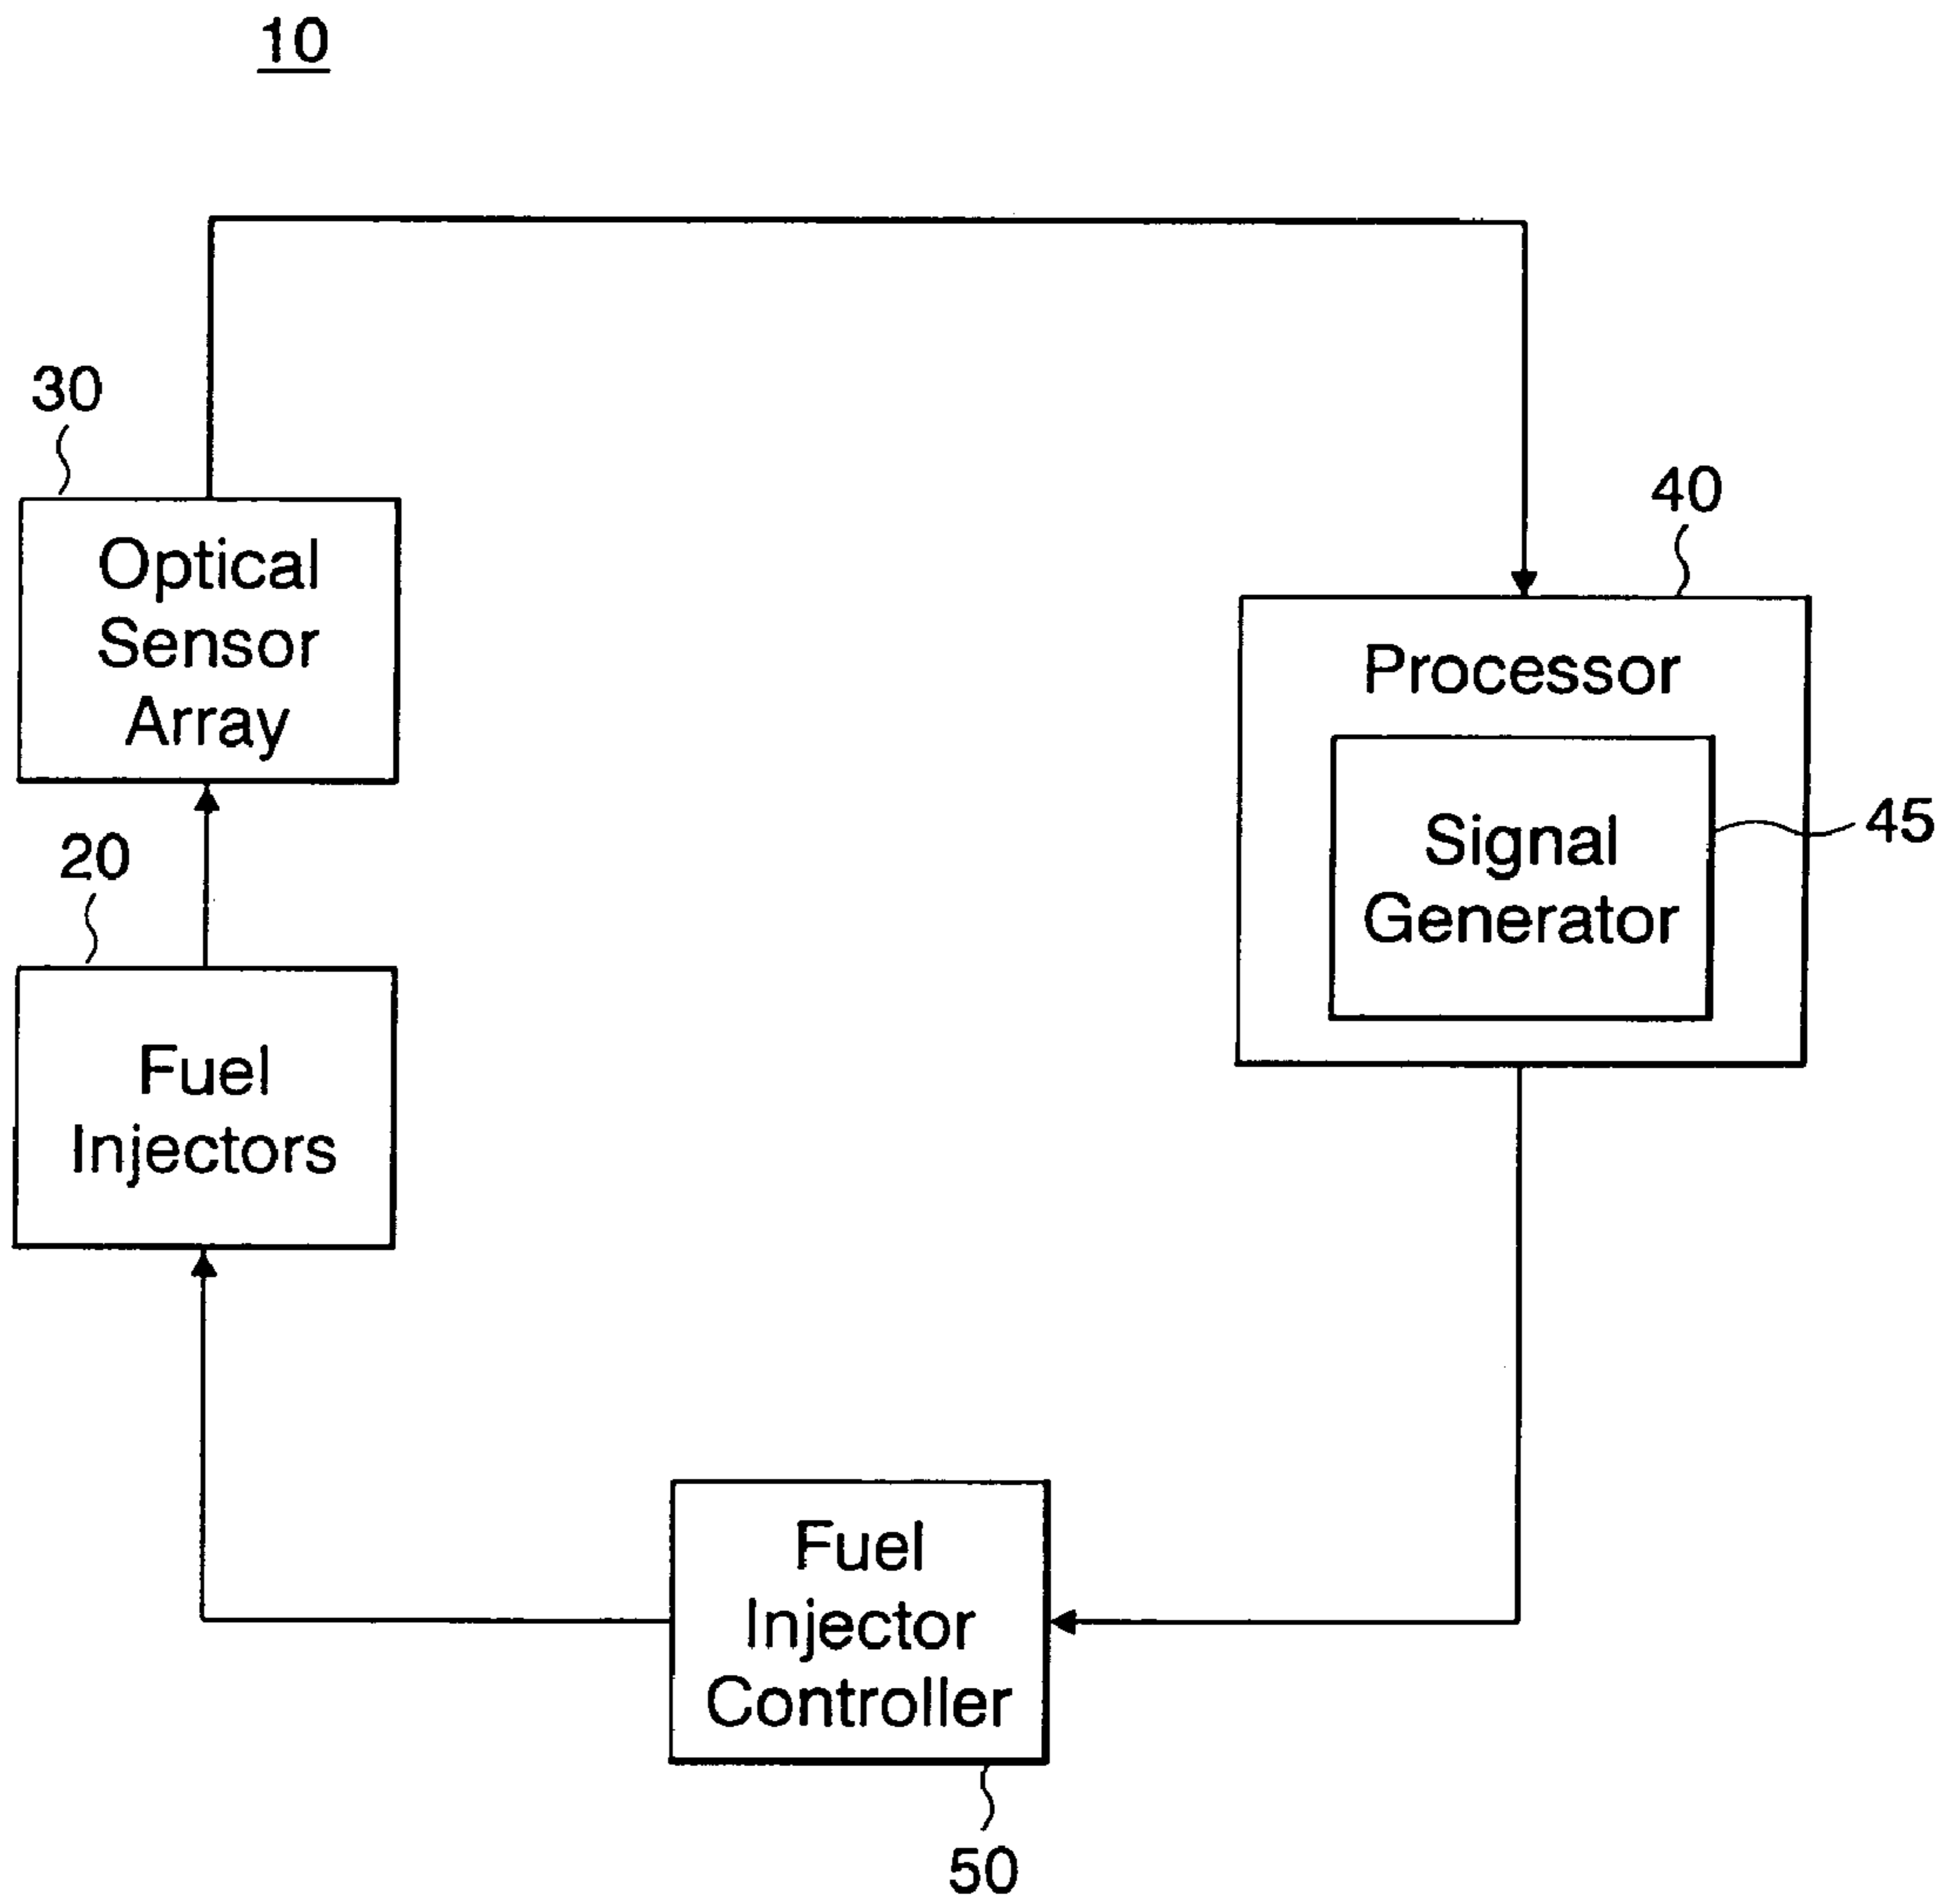 10
30
Optical
Sensor
Array
40
Processor
Signal
Generator
45
20
Fuel
Injectors
Fuel
Injector
Controller
50